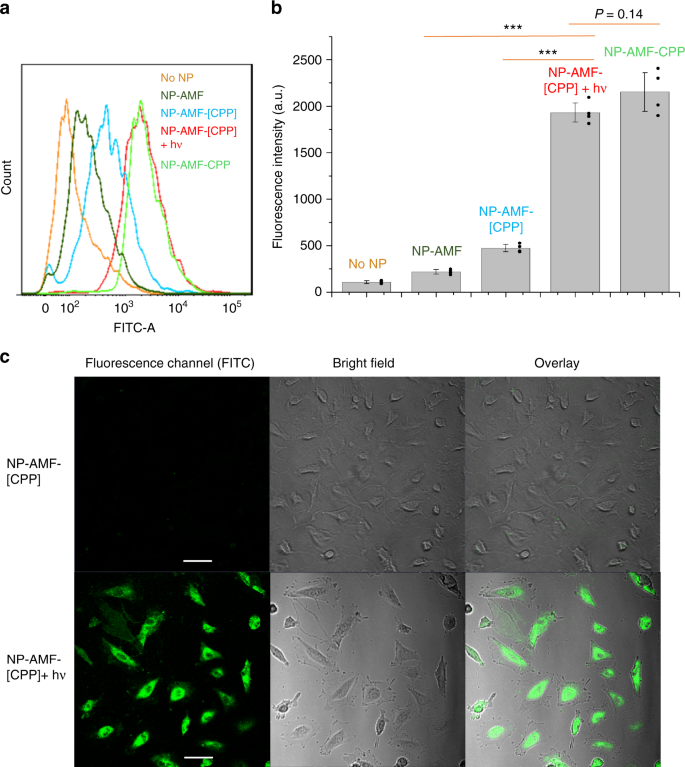 a
No NP
NP-AMF
NP-AMF-[CPP]
NP-AMF-[CPP]
+ hν
NP-AMF-CPP
Count
0 10² 10³ 10⁴ 10⁵
FITC-A
b
Fluorescence intensity (a.u.)
2500
2000
1500
1000
500
0
***
***
P = 0.14
No NP
NP-AMF
NP-AMF-
[CPP]
NP-AMF-
[CPP] + hν
NP-AMF-CPP
c
Fluorescence channel (FITC) Bright field Overlay
NP-AMF-
[CPP]
NP-AMF-
[CPP]+ hν